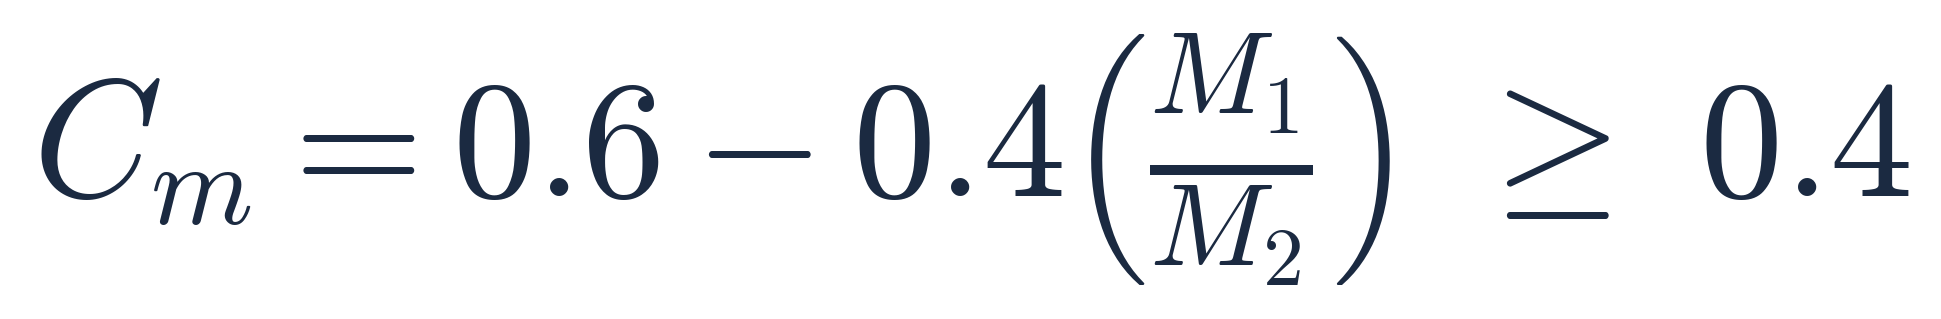 C_m = 0.6 − 0.4(M_1/M_2) ≥ 0.4